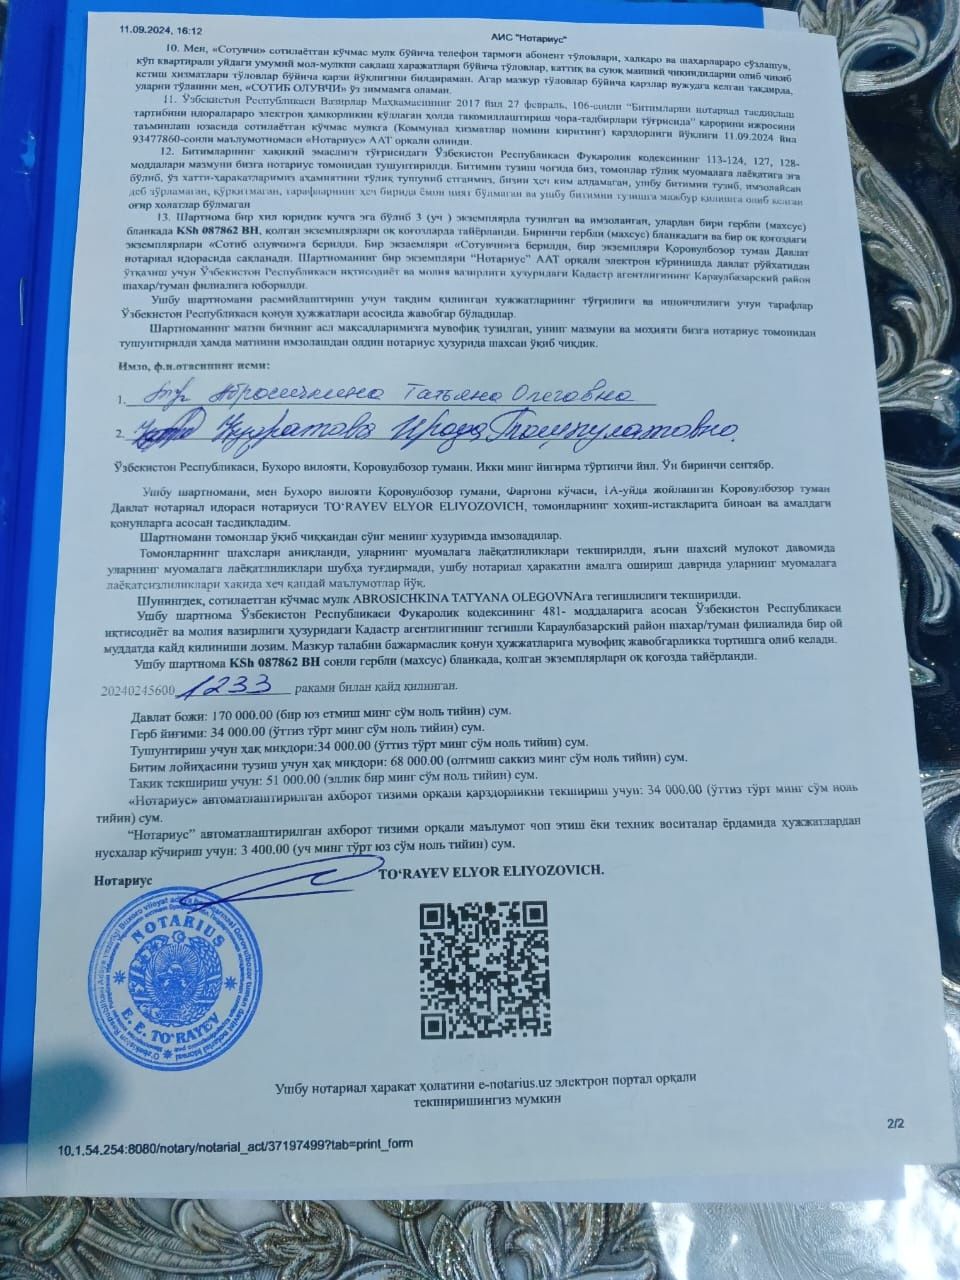 11.09.2024, 16:12
АИС "Нотариус"
10. Мен, «Сотувчи» сотилаётган кўчмас мулк бўйича телефон тармоғи абонент тўловлари, халқаро ва шаҳарлараро сўзлашув,
кўп квартирали уйдаги умумий мол-мулкни сақлаш харажатлари бўйича тўловлар, каттиқ ва суюқ маиший чиқиндиларни олиб чиқиб
кетиш хизматлари тўловлар бўйича қарзи йўқлигини билдираман. Агар мазкур тўловлар бўйича қарзлар вужудга келган тақдирда,
уларни тўлашни мен, «СОТИБ ОЛУВЧИ» ўз зиммамга оламан.
11. Ўзбекистон Республикаси Вазирлар Маҳкамасининг 2017 йил 27 февраль, 106-сонли "Битимларни нотариал тасдиқлаш
тартибини идоралараро электрон ҳамкорликни қўллаган ҳолда такомиллаштириш чора-тадбирлари тўғрисида" қарорини ижросини
таъминлаш юзасида сотилаётган кўчмас мулкга (Коммунал ҳизматлар номини киритинг) қарздорлиги йўқлиги 11.09.2024 йил
93477860-сонли маълумотномаси «Нотариус» ААТ орқали олинди.
12. Битимларнинг ҳақиқий эмаслиги тўғрисидаги Ўзбекистон Республикаси Фуқаролик кодексининг 113-124, 127, 128-
моддалари мазмуни бизга нотариус томонидан тушунтирилди. Битимни тузиш чоғида биз, томонлар тўлиқ муомалага лаёқатига эга
бўлиб, ўз хатти-ҳаракатларимиз аҳамиятини тўлиқ тушуниб етганмиз, бизни ҳеч ким алдамаган, ушбу битимни тузиб, имзолайсан
деб зўрламаган, қўрқитмаган, тарафларнинг ҳеч бирида ёмон ният бўлмаган ва ушбу битимни тузишга мажбур қилишга олиб келган
оғир ҳолатлар бўлмаган
13. Шартнома бир хил юридик кучга эга бўлиб 3 (уч ) экземплярда тузилган ва имзоланган, улардан бири гербли (махсус)
бланкада KSh 087862 BH, қолган экземплярлари оқ қоғозларда тайёрланди. Биринчи гербли (махсус) бланкадаги ва бир оқ қоғоздаги
экземплярлари «Сотиб олувчи»га берилди. Бир экзаемляри «Сотувчи»га берилди, бир экземпляри Қоровулбозор туман Давлат
нотариал идорасида сақланади. Шартноманинг бир экземпляри "Нотариус" ААТ орқали электрон кўринишда давлат рўйхатидан
ўтқазиш учун Ўзбекистон Республикаси иқтисодиёт ва молия вазирлиги ҳузуридаги Кадастр агентлигининг Караулбазарский район
шаҳар/туман филиалига юборилди.
Ушбу шартномани расмийлаштириш учун тақдим қилинган ҳужжатларнинг тўғрилиги ва ишончлилиги учун тарафлар
Ўзбекистон Республикаси қонун ҳужжатлари асосида жавобгар бўладилар.
Шартноманинг матни бизнинг асл мақсадларимизга мувофиқ тузилган, унинг мазмуни ва моҳияти бизга нотариус томонидан
тушунтирилди ҳамда матнини имзолашдан олдин нотариус ҳузурида шахсан ўқиб чиқдик.
Имзо, ф.и.отасининг исми:
1. Абросичкина Татьяна Олеговна
2. Кудратова Ирода Тошпулатовна
Ўзбекистон Республикаси, Бухоро вилояти, Қоровулбозор тумани. Икки минг йигирма тўртинчи йил. Ўн биринчи сентябр.
Ушбу шартномани, мен Бухоро вилояти Қоровулбозор тумани, Фарғона кўчаси, 1А-уйда жойлашган Қоровулбозор туман
Давлат нотариал идораси нотариуси TO‘RAYEV ELYOR ELIYOZOVICH, томонларнинг хоҳиш-истакларига биноан ва амалдаги
қонунларга асосан тасдиқладим.
Шартномани томонлар ўқиб чиққандан сўнг менинг ҳузуримда имзоладилар.
Томонларнинг шахслари аниқланди, уларнинг муомалага лаёқатлиликлари текширилди, яъни шахсий мулоқот давомида
уларнинг муомалага лаёқатлиликлари шубҳа туғдирмади, ушбу нотариал ҳаракатни амалга ошириш даврида уларнинг муомалага
лаёқатсизлиликлари хақида ҳеч қандай маълумотлар йўқ.
Шунингдек, сотилаётган кўчмас мулк ABROSICHKINA TATYANA OLEGOVNAга тегишлилиги текширилди.
Ушбу шартнома Ўзбекистон Республикаси Фуқаролик кодексининг 481- моддаларига асосан Ўзбекистон Республикаси
иқтисодиёт ва молия вазирлиги ҳузуридаги Кадастр агентлигининг тегишли Караулбазарский район шаҳар/туман филиалида бир ой
муддатда қайд қилиниши лозим. Мазкур талабни бажармаслик қонун ҳужжатларига мувофиқ жавобгарликка тортишга олиб келади.
Ушбу шартнома KSh 087862 BH сонли гербли (махсус) бланкада, қолган экземплярлари оқ қоғозда тайёрланди.
20240245600 1233 рақами билан қайд қилинган.
Давлат божи: 170 000.00 (бир юз етмиш минг сўм ноль тийин) сум.
Герб йиғими: 34 000.00 (ўттиз тўрт минг сўм ноль тийин) сум.
Тушунтириш учун ҳақ миқдори:34 000.00 (ўттиз тўрт минг сўм ноль тийин) сум.
Битим лойиҳасини тузиш учун ҳақ миқдори: 68 000.00 (олтмиш саккиз минг сўм ноль тийин) сум.
Тақиқ текшириш учун: 51 000.00 (эллик бир минг сўм ноль тийин) сум.
«Нотариус» автоматлаштирилган ахборот тизими орқали қарздорликни текшириш учун: 34 000.00 (ўттиз тўрт минг сўм ноль
тийин) сум.
"Нотариус" автоматлаштирилган ахборот тизими орқали маълумот чоп этиш ёки техник воситалар ёрдамида ҳужжатлардан
нусхалар кўчириш учун: 3 400.00 (уч минг тўрт юз сўм ноль тийин) сум.
Нотариус TO‘RAYEV ELYOR ELIYOZOVICH.
NOTARIUS
E. E. TO‘RAYEV
Ушбу нотариал ҳаракат ҳолатини e-notarius.uz электрон портал орқали
текширишингиз мумкин
2/2
10.1.54.254:8080/notary/notarial_act/37197499?tab=print_form